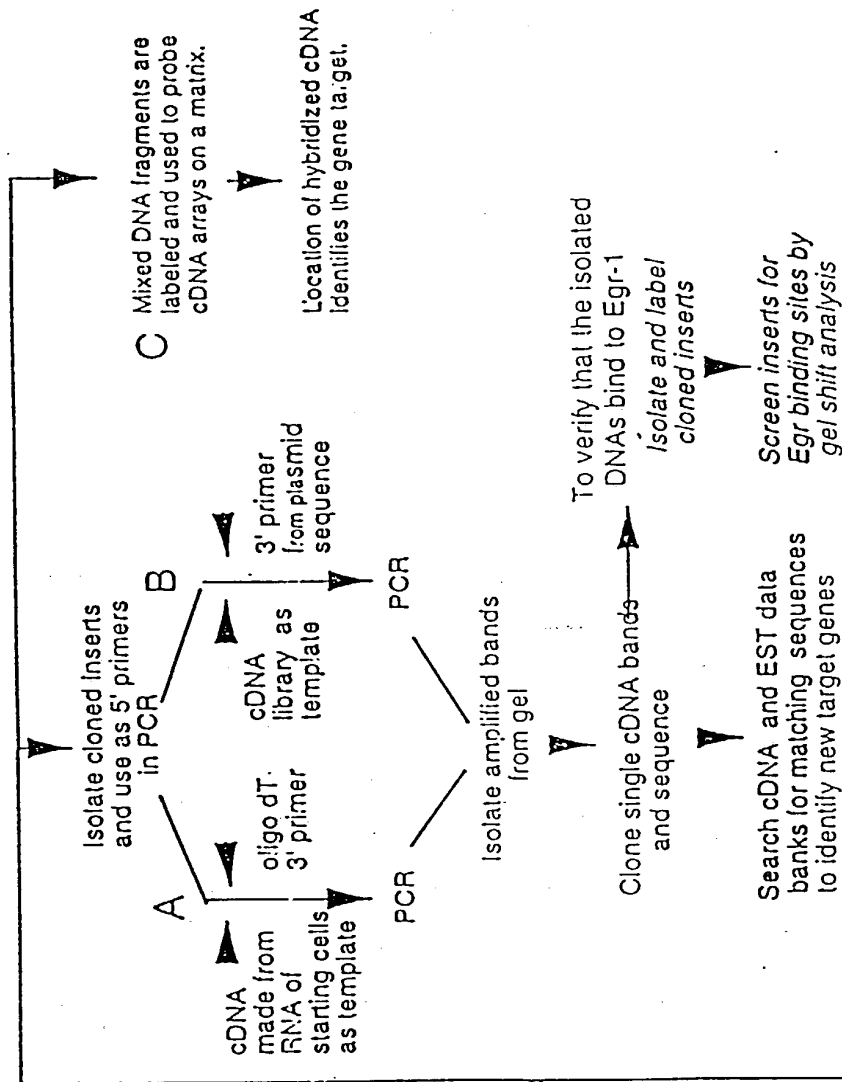 Isolate cloned Inserts
and use as 5' primers
in PCR
A
cDNA
made from
RNA of
starting cells
as template
oligo dT
3' primer
PCR
B
cDNA
library as
template
3' primer
from plasmid
sequence
PCR
Isolate amplified bands
from gel
Clone single cDNA bands
and sequence
Search cDNA and EST data
banks for matching sequences
to identify new target genes
To verify that the isolated
DNAs bind to Egr-1
Isolate and label
cloned inserts
Screen inserts for
Egr binding sites by
gel shift analysis
C
Mixed DNA fragments are
labeled and used to probe
cDNA arrays on a matrix.
Location of hybridized cDNA
identifies the gene target.